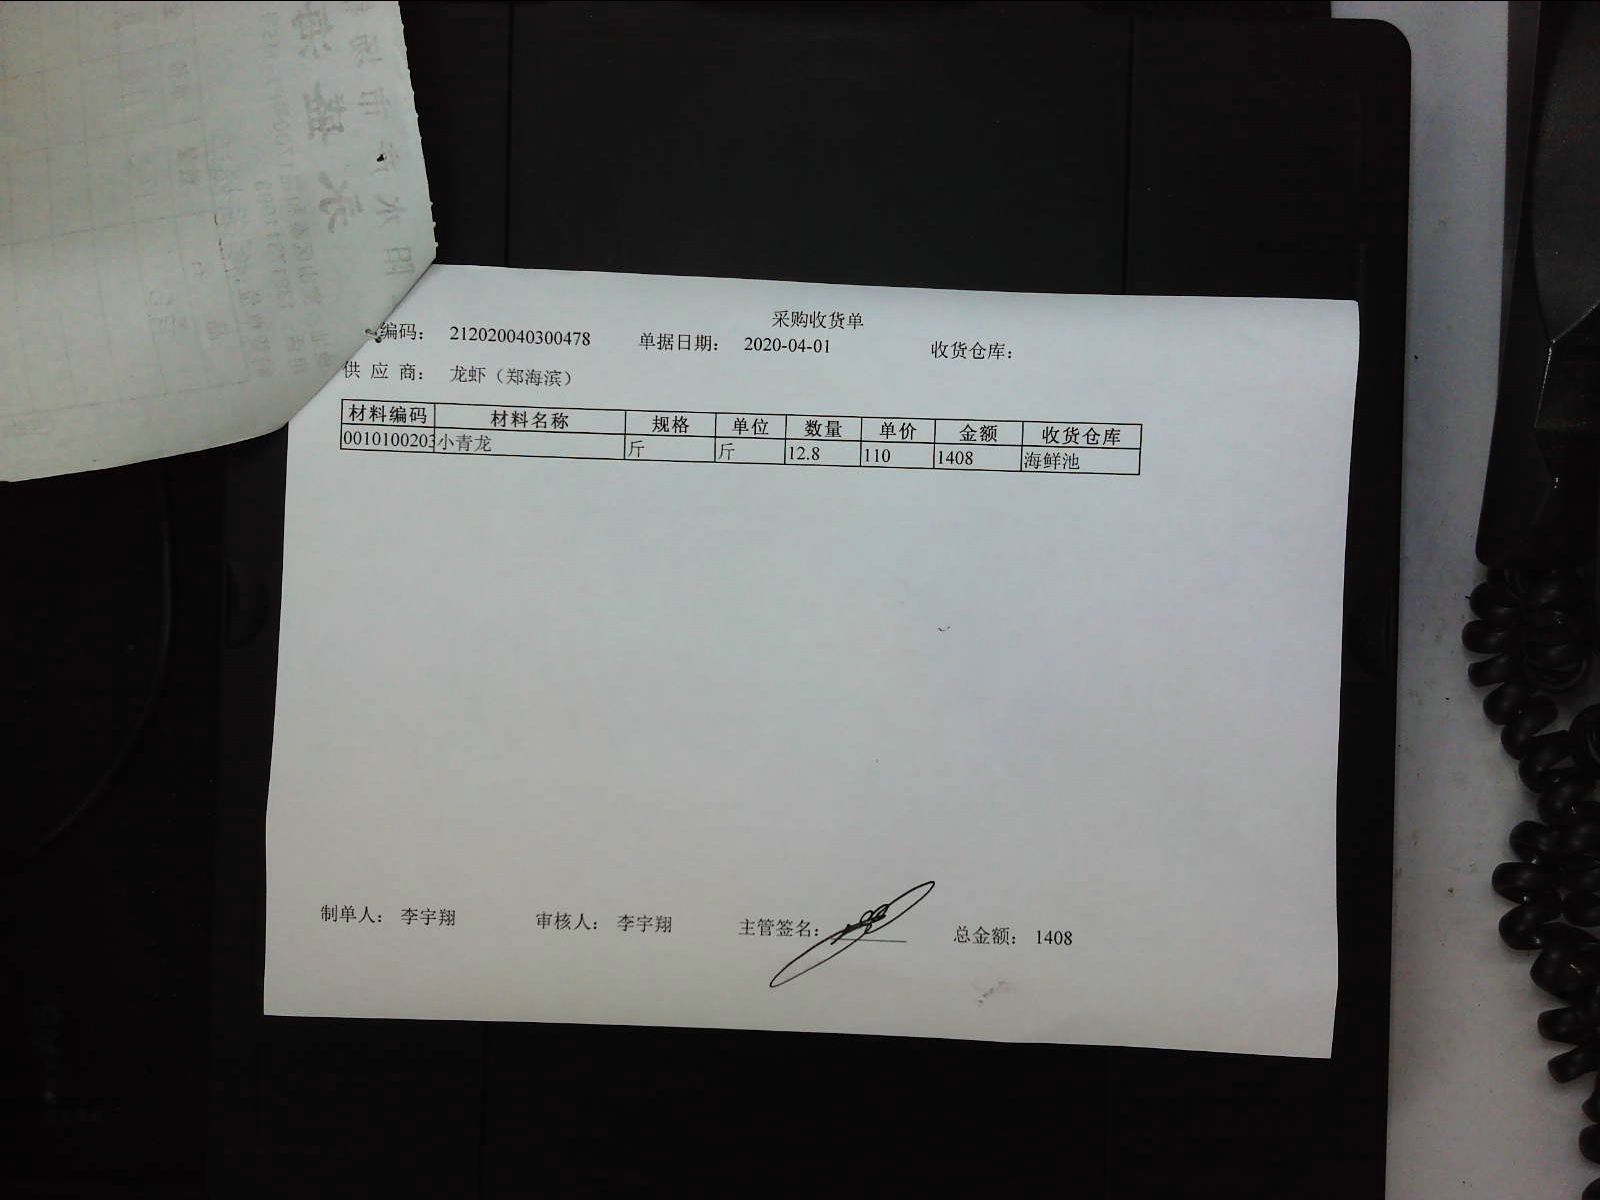 采购收货单
编码： 212020040300478 单据日期： 2020-04-01 收货仓库：
供 应 商： 龙虾（郑海滨）
材料编码 材料名称 规格 单位 数量 单价 金额 收货仓库
0010100203 小青龙 斤 斤 12.8 110 1408 海鲜池
制单人： 李宇翔 审核人： 李宇翔 主管签名： 总金额： 1408